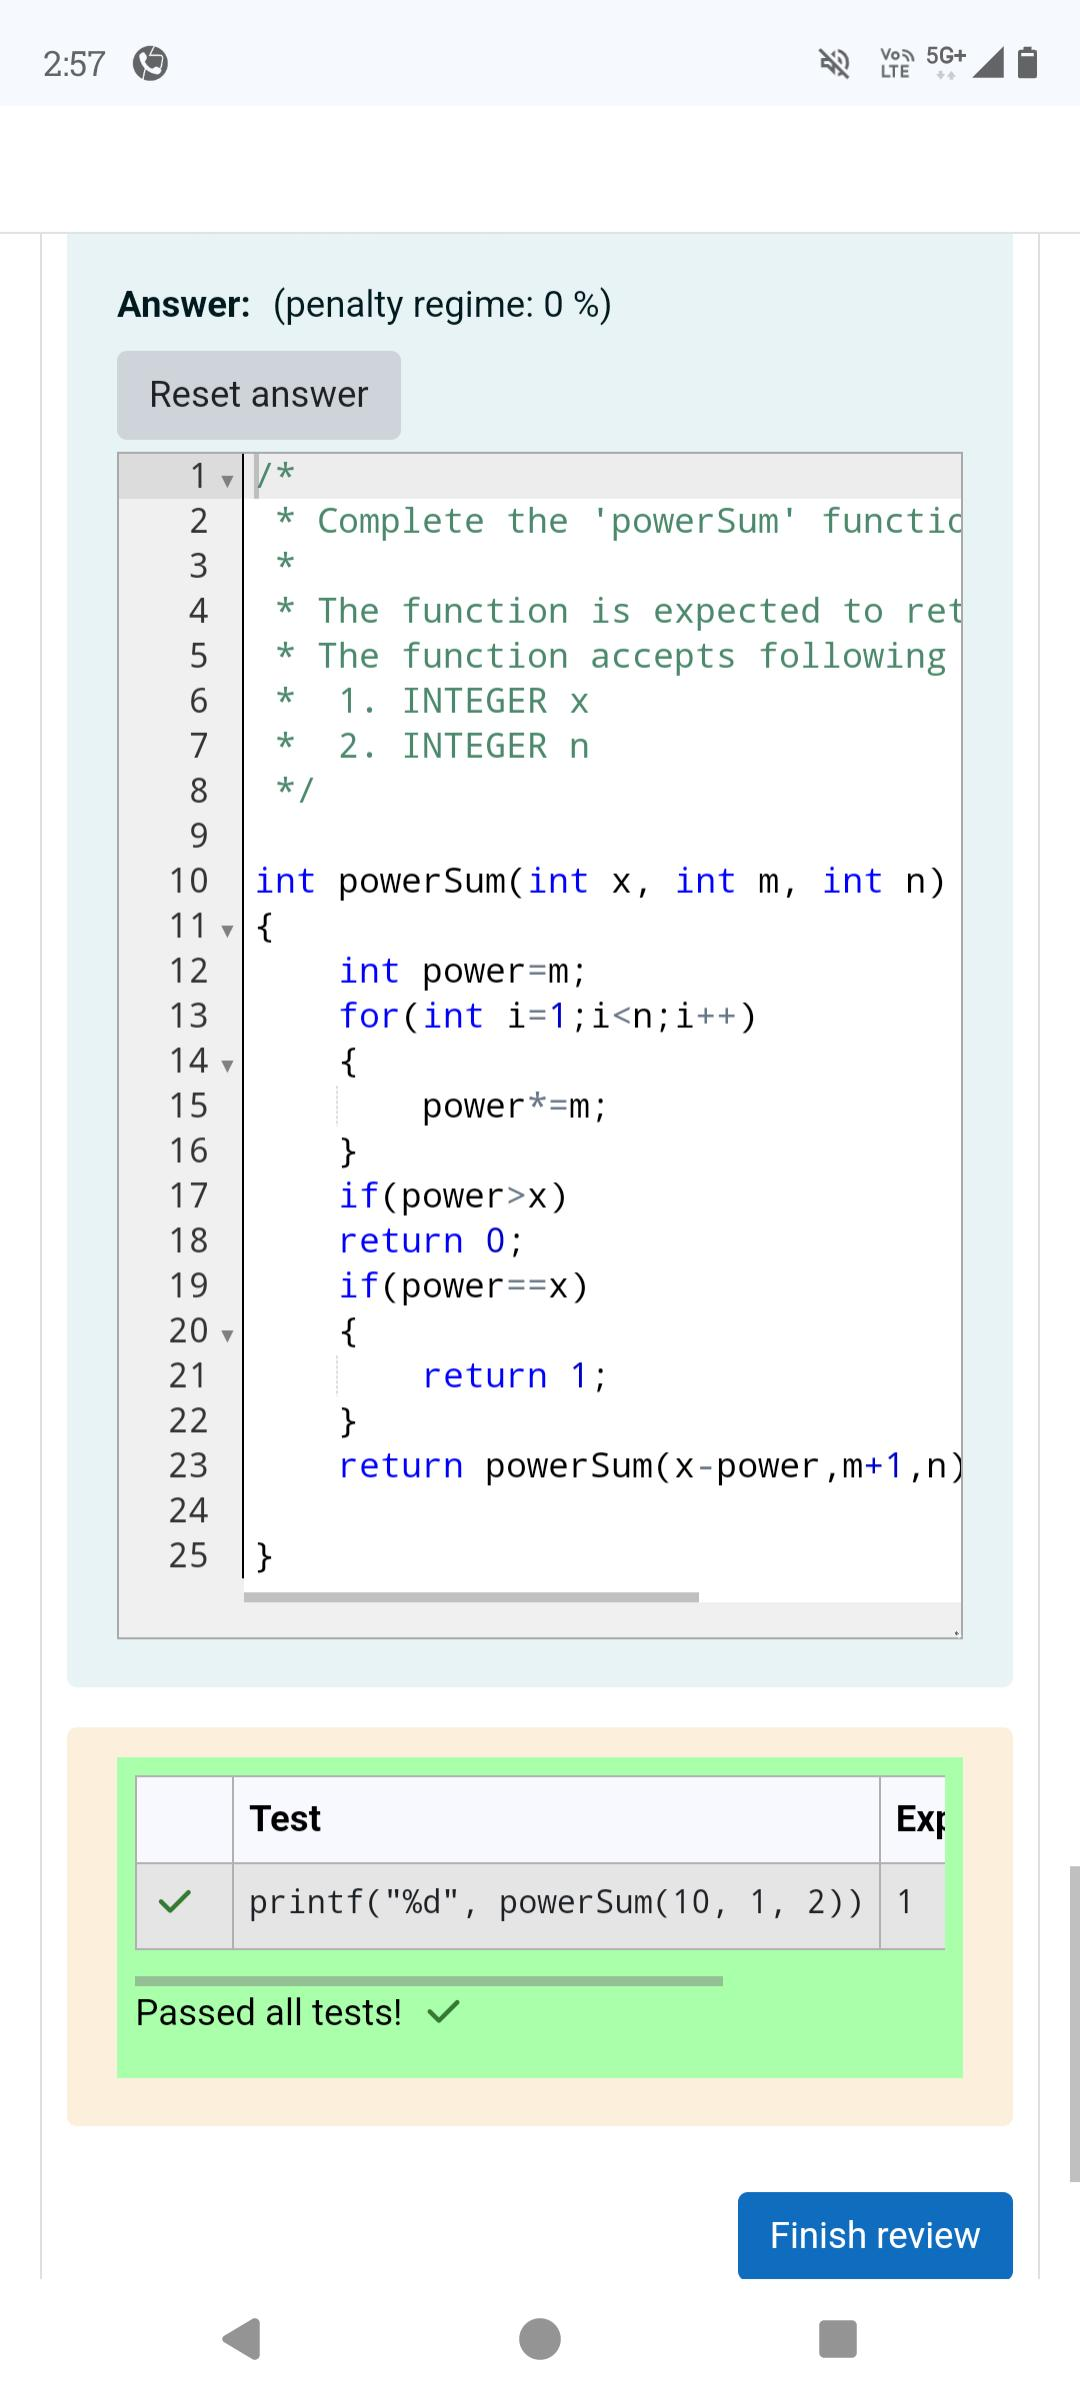 2:57
Vo LTE 5G+
Answer: (penalty regime: 0 %)
Reset answer
1 /*
2 * Complete the 'powerSum' functio
3 *
4 * The function is expected to ret
5 * The function accepts following
6 *  1. INTEGER x
7 *  2. INTEGER n
8 */
9
10 int powerSum(int x, int m, int n)
11 {
12 int power=m;
13 for(int i=1;i<n;i++)
14 {
15 power*=m;
16 }
17 if(power>x)
18 return 0;
19 if(power==x)
20 {
21 return 1;
22 }
23 return powerSum(x-power,m+1,n)
24
25 }
Test Exp
printf("%d", powerSum(10, 1, 2)) 1
Passed all tests!
Finish review